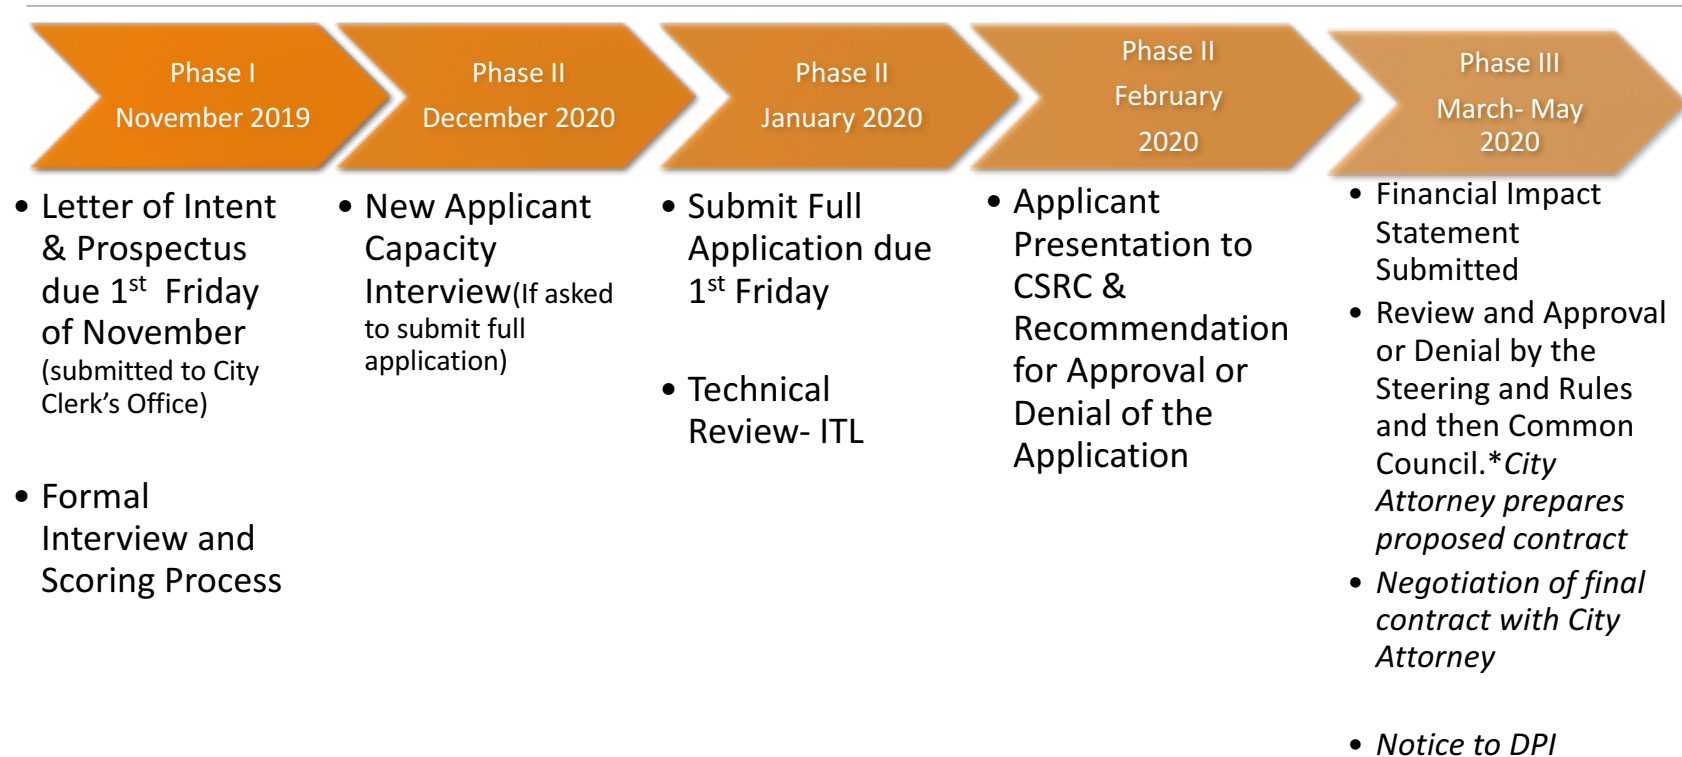 Phase I
November 2019
Phase II
December 2020
Phase II
January 2020
Phase II
February
2020
Phase III
March- May
2020
• Letter of Intent
& Prospectus
due 1st Friday
of November
(submitted to City
Clerk’s Office)
• Formal
Interview and
Scoring Process
• New Applicant
Capacity
Interview(If asked
to submit full
application)
• Submit Full
Application due
1st Friday
• Technical
Review- ITL
• Applicant
Presentation to
CSRC &
Recommendation
for Approval or
Denial of the
Application
• Financial Impact
Statement
Submitted
• Review and Approval
or Denial by the
Steering and Rules
and then Common
Council.*City
Attorney prepares
proposed contract
• Negotiation of final
contract with City
Attorney
• Notice to DPI